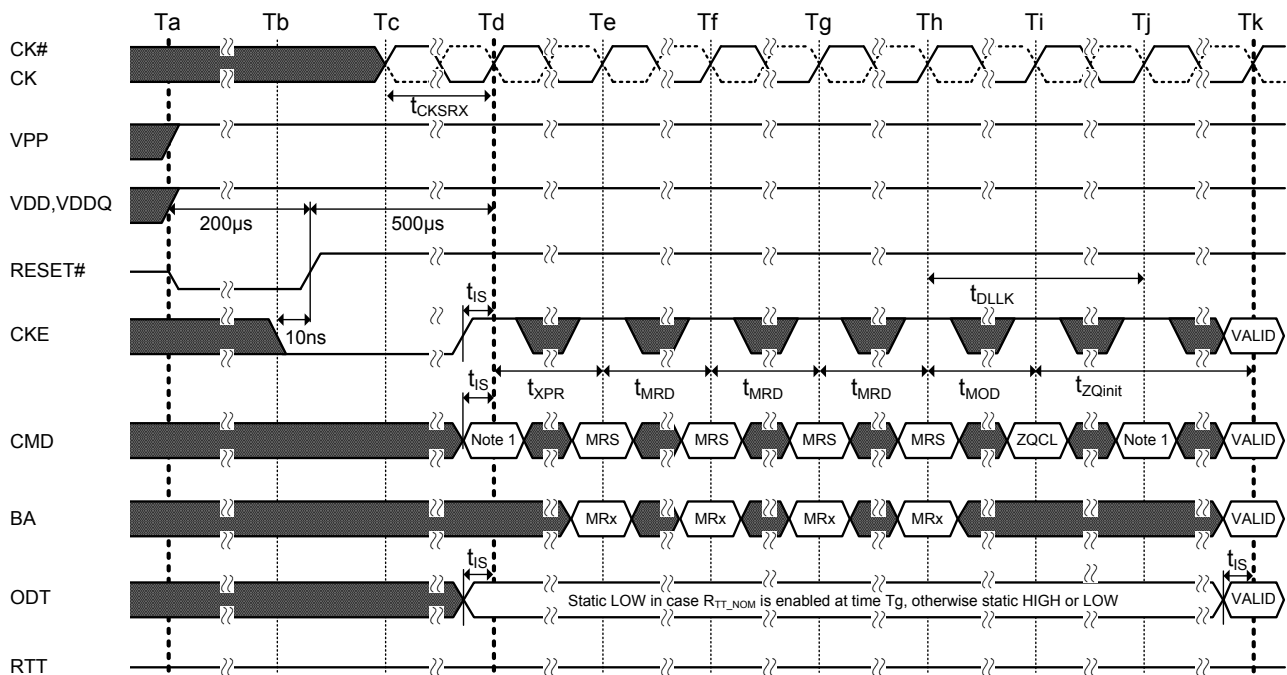 Ta Tb Tc Td Te Tf Tg Th Ti Tj Tk
CK#
CK
tCKSRX
VPP
VDD,VDDQ
200µs 500µs
RESET#
tIS tDLLK
CKE 10ns VALID
tIS tXPR tMRD tMRD tMRD tMOD tZQinit
CMD Note 1 MRS MRS MRS MRS ZQCL Note 1 VALID
BA MRx MRx MRx MRx VALID
tIS tIS
ODT Static LOW in case RTT_NOM is enabled at time Tg, otherwise static HIGH or LOW VALID
RTT